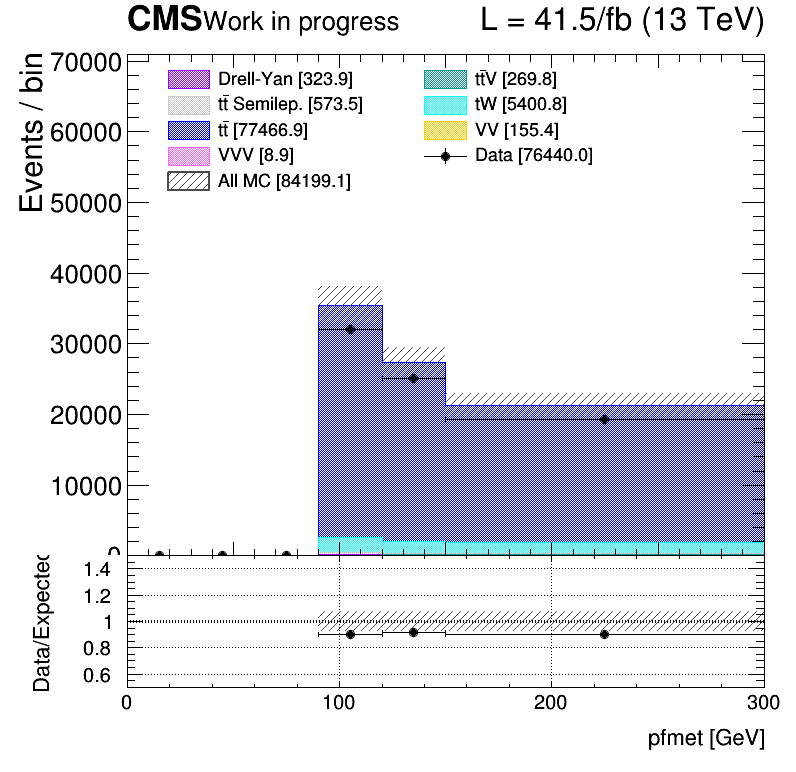 CMS Work in progress L = 41.5/fb (13 TeV)
Events / bin
70000
60000
50000
40000
30000
20000
10000
0
Drell-Yan [323.9]
tt̄ Semilep. [573.5]
tt̄ [77466.9]
VVV [8.9]
All MC [84199.1]
tt̄V [269.8]
tW [5400.8]
VV [155.4]
Data [76440.0]
Data/Expected
1.4
1.2
1
0.8
0.6
0 100 200 300
pfmet [GeV]